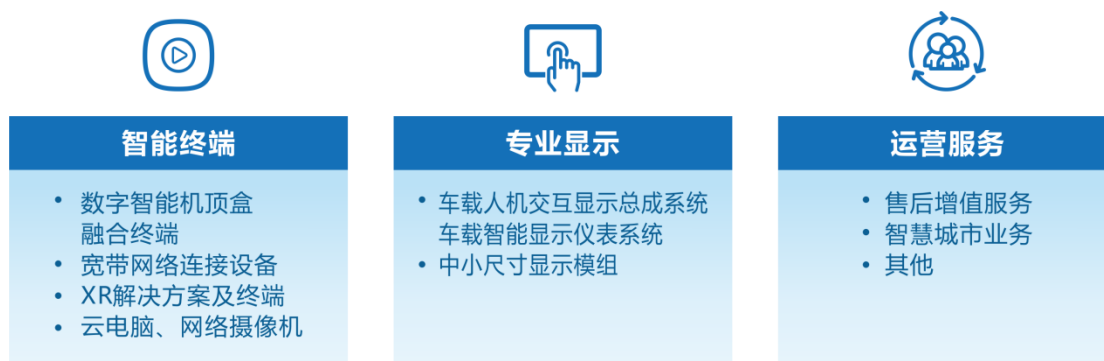 智能终端
• 数字智能机顶盒
融合终端
• 宽带网络连接设备
• XR解决方案及终端
• 云电脑、网络摄像机
专业显示
• 车载人机交互显示总成系统
车载智能显示仪表系统
• 中小尺寸显示模组
运营服务
• 售后增值服务
• 智慧城市业务
• 其他